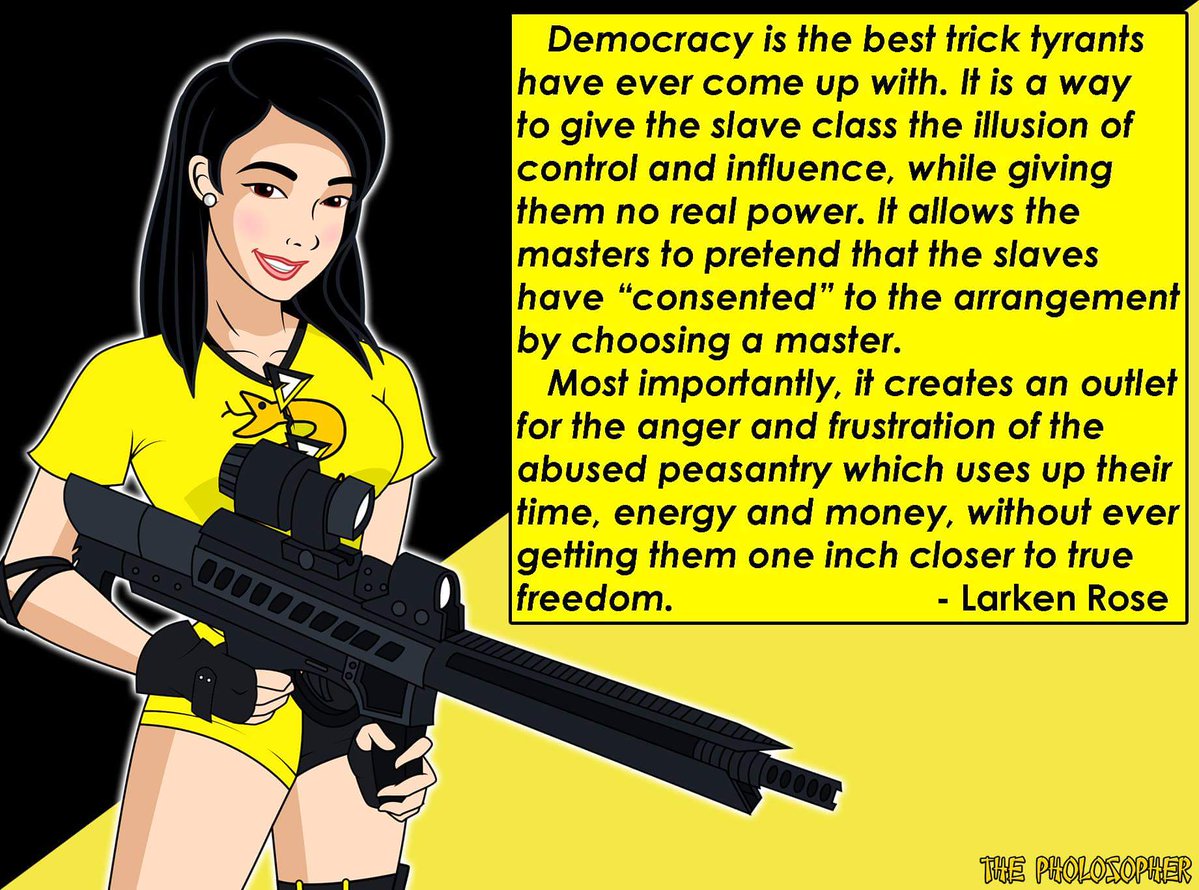 Democracy is the best trick tyrants
have ever come up with. It is a way
to give the slave class the illusion of
control and influence, while giving
them no real power. It allows the
masters to pretend that the slaves
have “consented” to the arrangement
by choosing a master.
Most importantly, it creates an outlet
for the anger and frustration of the
abused peasantry which uses up their
time, energy and money, without ever
getting them one inch closer to true
freedom. - Larken Rose
THE PHOLOSOPHER